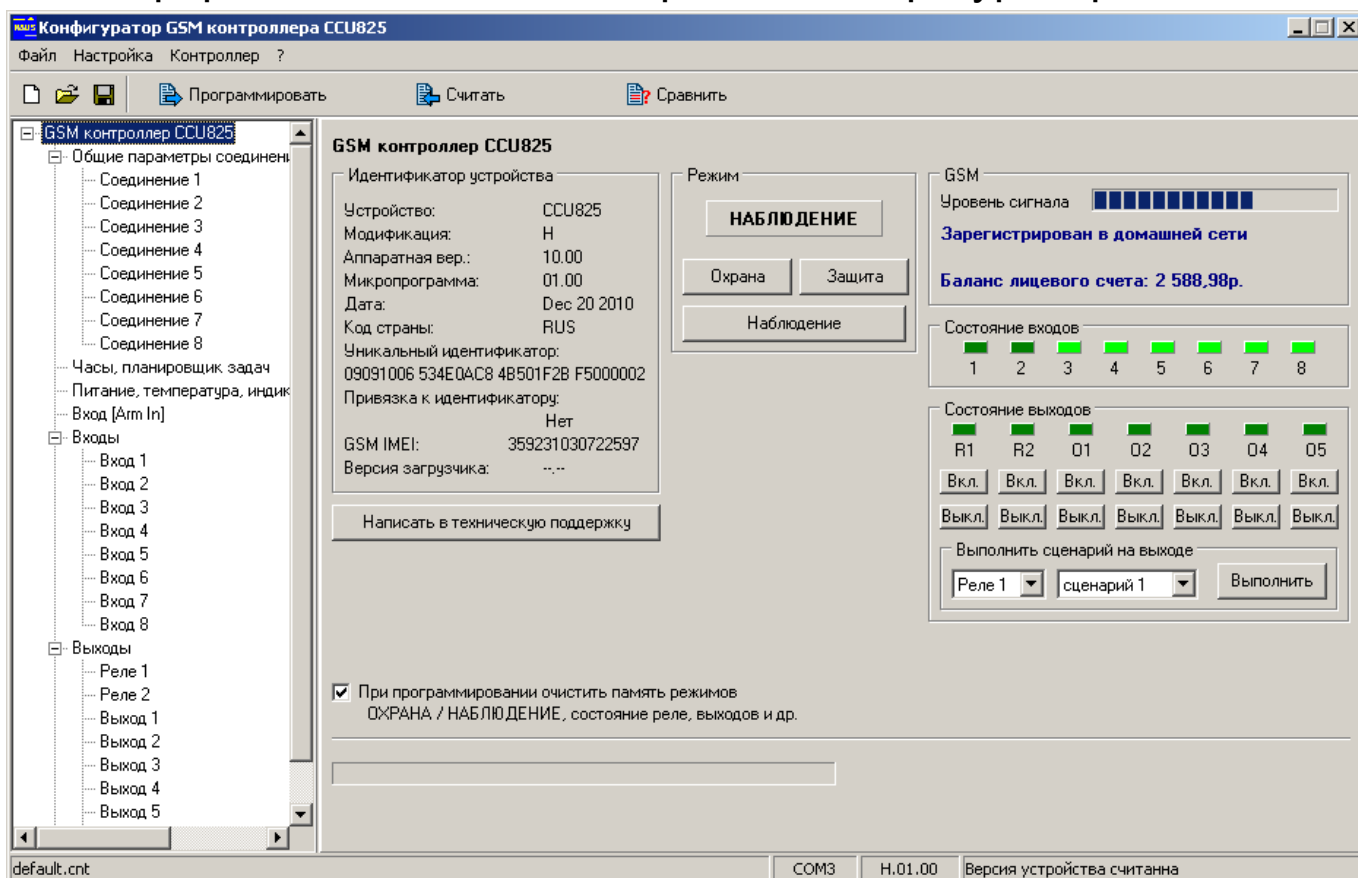 Конфигуратор GSM контроллера CCU825
Файл Настройка Контроллер ?
Программировать Считать Сравнить
GSM контроллер CCU825
Общие параметры соединени
Соединение 1
Соединение 2
Соединение 3
Соединение 4
Соединение 5
Соединение 6
Соединение 7
Соединение 8
Часы, планировщик задач
Питание, температура, индик
Вход [Arm In]
Входы
Вход 1
Вход 2
Вход 3
Вход 4
Вход 5
Вход 6
Вход 7
Вход 8
Выходы
Реле 1
Реле 2
Выход 1
Выход 2
Выход 3
Выход 4
Выход 5
GSM контроллер CCU825
Идентификатор устройства
Устройство: CCU825
Модификация: H
Аппаратная вер.: 10.00
Микропрограмма: 01.00
Дата: Dec 20 2010
Код страны: RUS
Уникальный идентификатор:
09091006 534E0AC8 4B501F2B F5000002
Привязка к идентификатору:
Нет
GSM IMEI: 359231030722597
Версия загрузчика: --.--
Написать в техническую поддержку
Режим
НАБЛЮДЕНИЕ
Охрана Защита
Наблюдение
GSM
Уровень сигнала
Зарегистрирован в домашней сети
Баланс лицевого счета: 2 588,98р.
Состояние входов
1 2 3 4 5 6 7 8
Состояние выходов
R1 R2 O1 O2 O3 O4 O5
Вкл. Вкл. Вкл. Вкл. Вкл. Вкл. Вкл.
Выкл. Выкл. Выкл. Выкл. Выкл. Выкл. Выкл.
Выполнить сценарий на выходе
Реле 1 сценарий 1 Выполнить
При программировании очистить память режимов
ОХРАНА / НАБЛЮДЕНИЕ, состояние реле, выходов и др.
default.cnt COM3 H.01.00 Версия устройства считанна